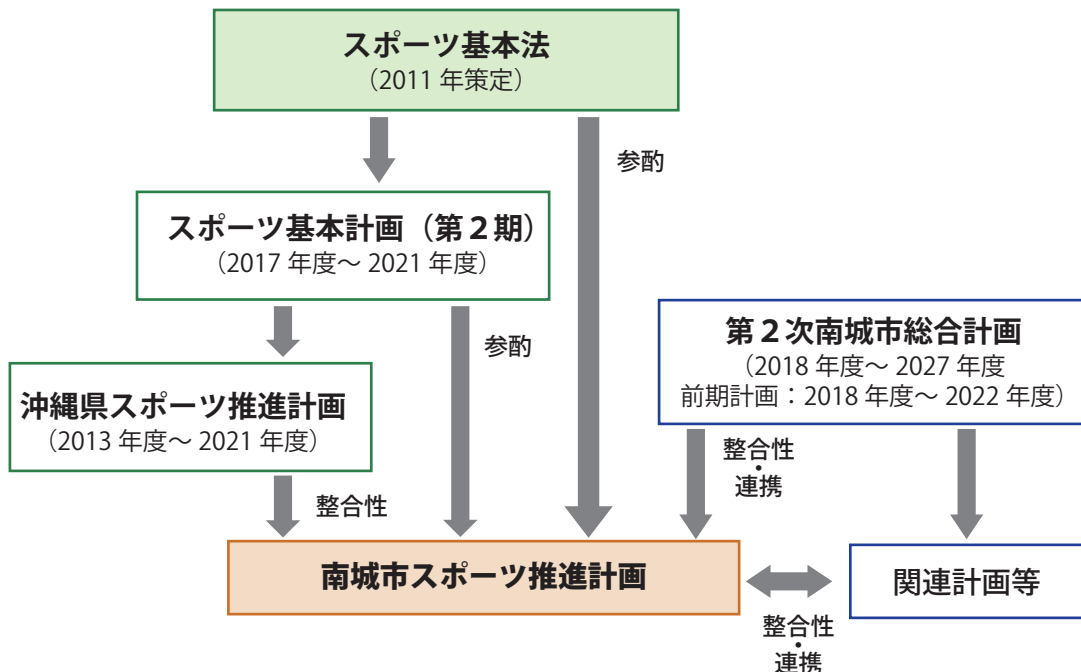 スポーツ基本法
（2011 年策定）
参酌
スポーツ基本計画（第２期）
（2017 年度～ 2021 年度）
参酌
第２次南城市総合計画
（2018 年度～ 2027 年度
前期計画：2018 年度～ 2022 年度）
沖縄県スポーツ推進計画
（2013 年度～ 2021 年度）
整合性
整合性
・
連携
南城市スポーツ推進計画
関連計画等
整合性
・
連携